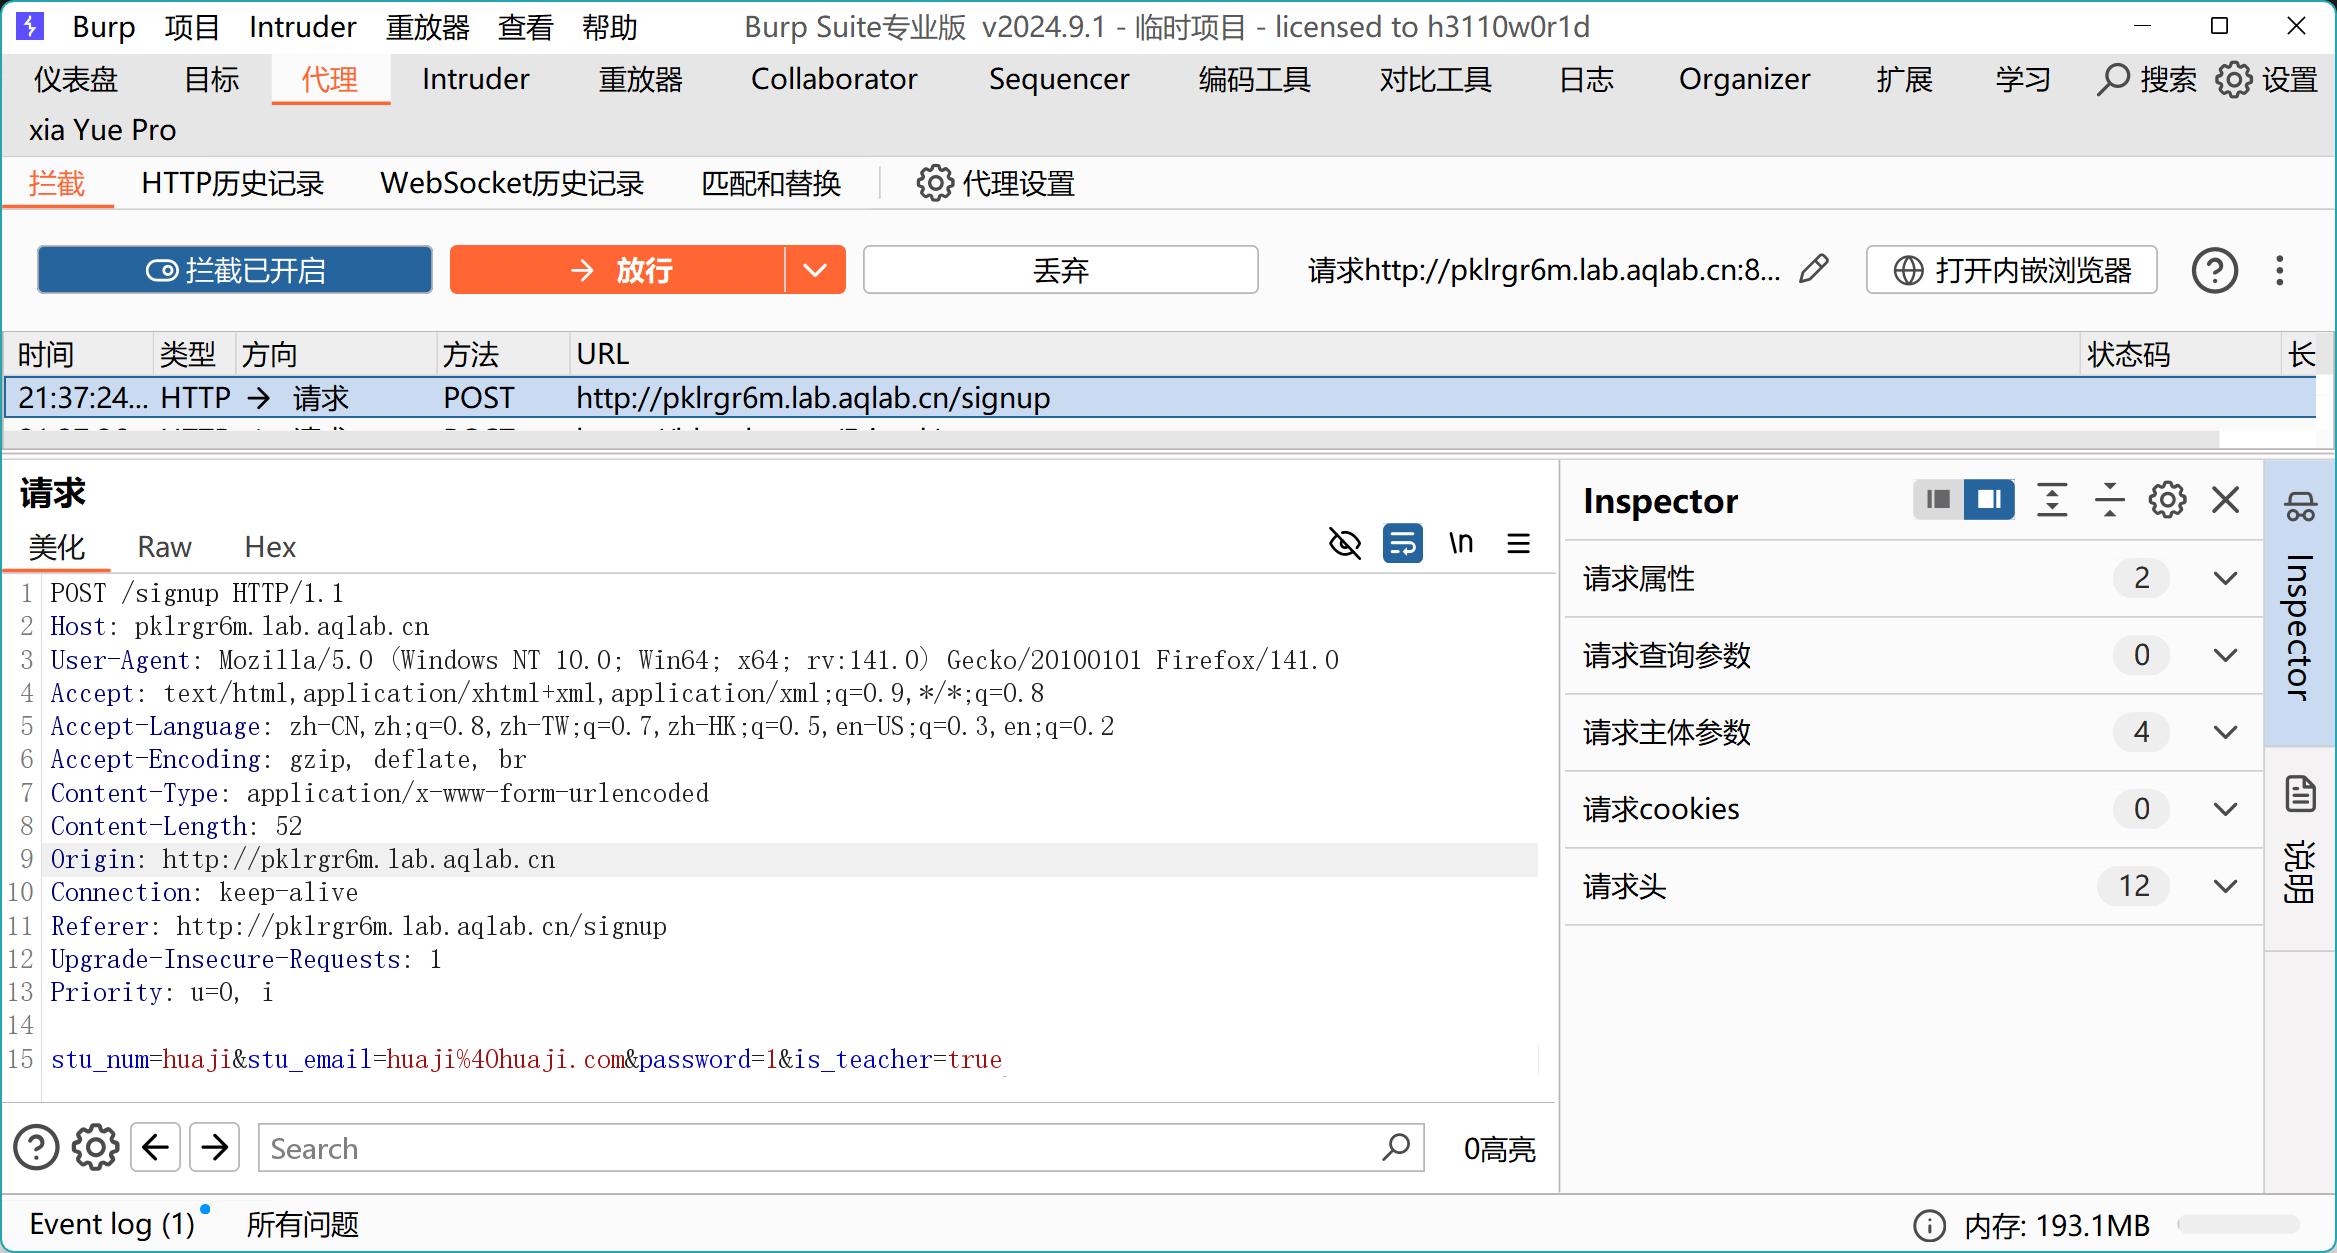 Burp 项目 Intruder 重放器 查看 帮助 Burp Suite专业版 v2024.9.1 - 临时项目 - licensed to h3110w0r1d
仪表盘 目标 代理 Intruder 重放器 Collaborator Sequencer 编码工具 对比工具 日志 Organizer 扩展 学习 搜索 设置
xia Yue Pro
拦截 HTTP历史记录 WebSocket历史记录 匹配和替换 代理设置
拦截已开启 放行 丢弃 请求http://pklrgr6m.lab.aqlab.cn:8... 打开内嵌浏览器
时间 类型 方向 方法 URL 状态码 长
21:37:24... HTTP → 请求 POST http://pklrgr6m.lab.aqlab.cn/signup
请求
美化 Raw Hex \n
1 POST /signup HTTP/1.1
2 Host: pklrgr6m.lab.aqlab.cn
3 User-Agent: Mozilla/5.0 (Windows NT 10.0; Win64; x64; rv:141.0) Gecko/20100101 Firefox/141.0
4 Accept: text/html,application/xhtml+xml,application/xml;q=0.9,*/*;q=0.8
5 Accept-Language: zh-CN,zh;q=0.8,zh-TW;q=0.7,zh-HK;q=0.5,en-US;q=0.3,en;q=0.2
6 Accept-Encoding: gzip, deflate, br
7 Content-Type: application/x-www-form-urlencoded
8 Content-Length: 52
9 Origin: http://pklrgr6m.lab.aqlab.cn
10 Connection: keep-alive
11 Referer: http://pklrgr6m.lab.aqlab.cn/signup
12 Upgrade-Insecure-Requests: 1
13 Priority: u=0, i
14
15 stu_num=huaji&stu_email=huaji%40huaji.com&password=1&is_teacher=true
Search 0高亮
Inspector
请求属性 2
请求查询参数 0
请求主体参数 4
请求cookies 0
请求头 12
Inspector
说明
Event log (1) 所有问题 内存: 193.1MB